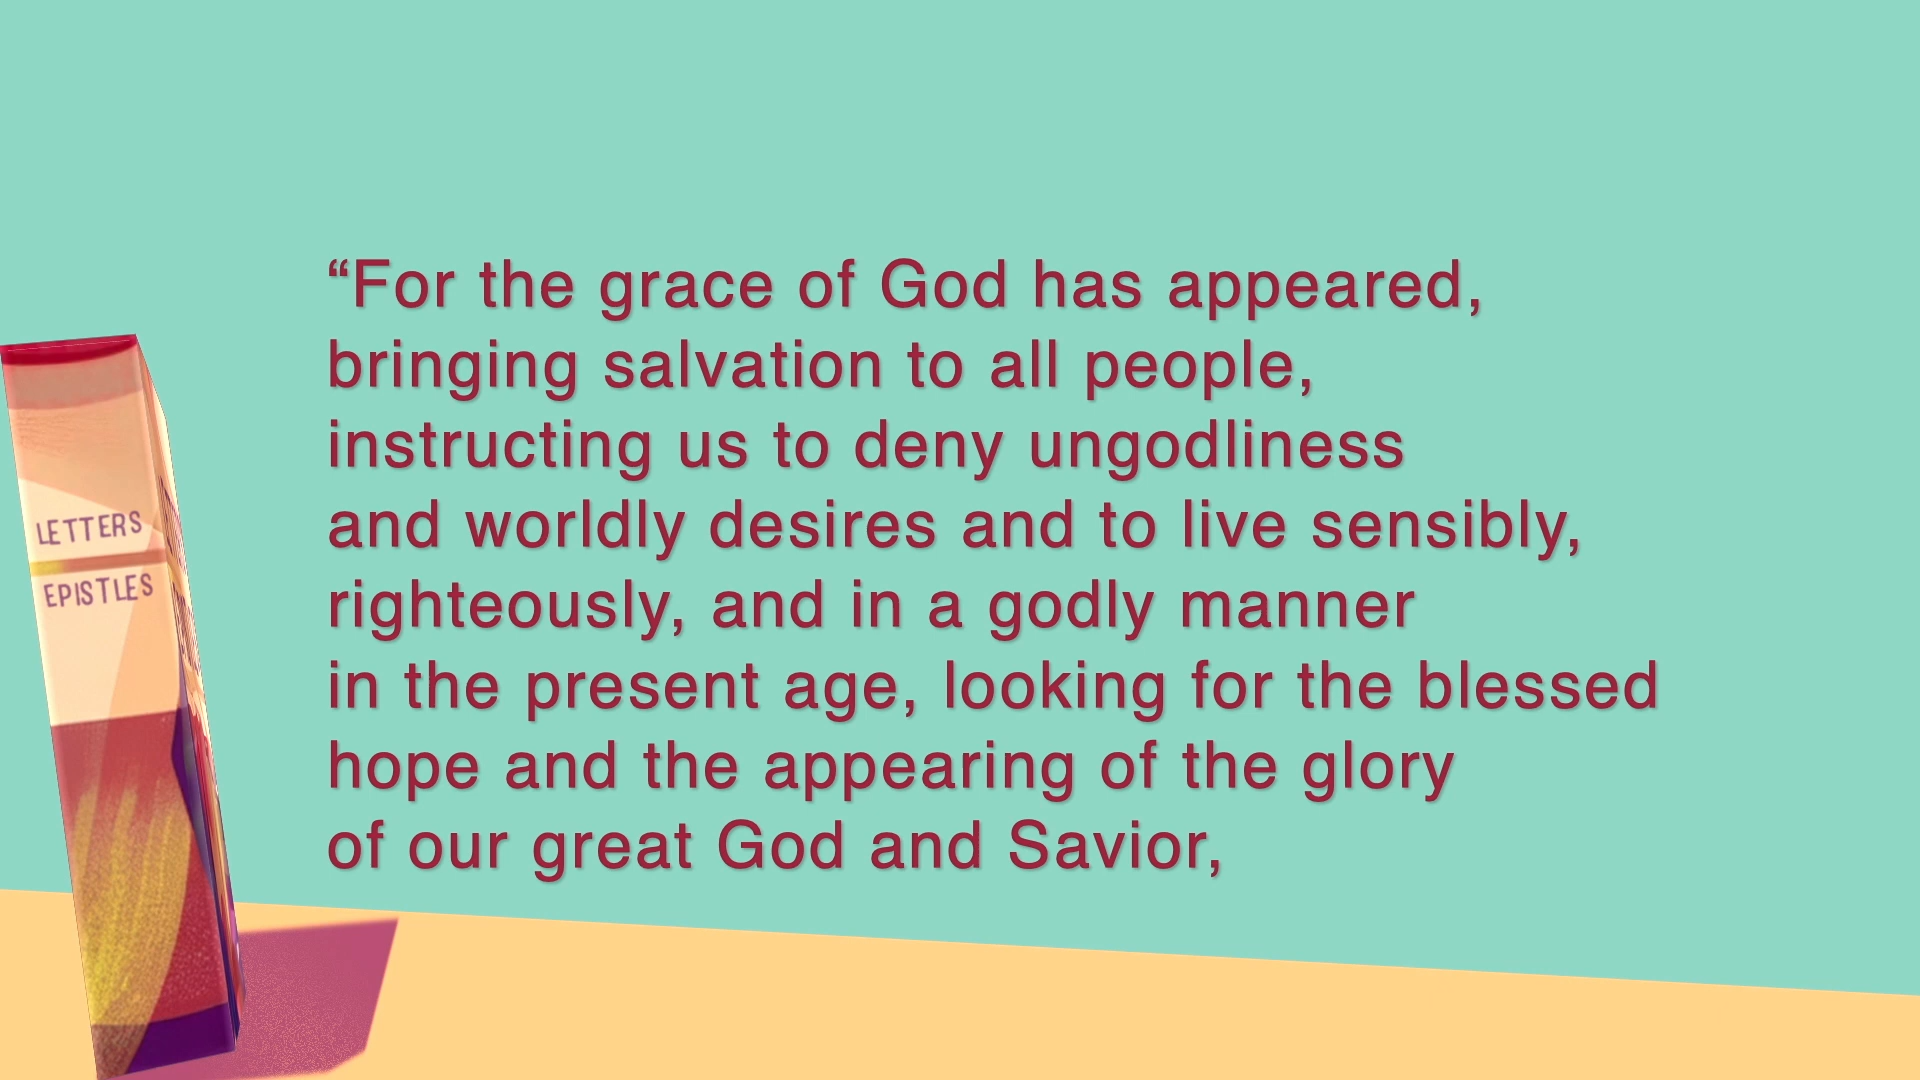 “For the grace of God has appeared,
bringing salvation to all people,
instructing us to deny ungodliness
and worldly desires and to live sensibly,
righteously, and in a godly manner
in the present age, looking for the blessed
hope and the appearing of the glory
of our great God and Savior,
LETTERS
EPISTLES